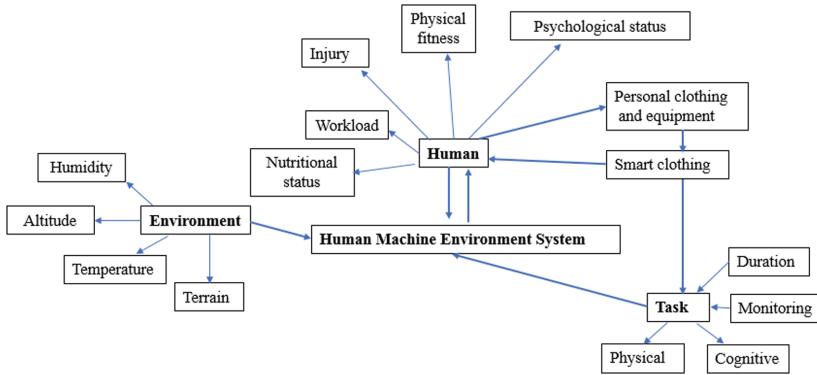 Physical
fitness
Psychological status
Injury
Personal clothing
and equipment
Workload
Human
Nutritional
status
Smart clothing
Humidity
Altitude
Environment
Human Machine Environment System
Temperature
Terrain
Duration
Task
Monitoring
Physical
Cognitive